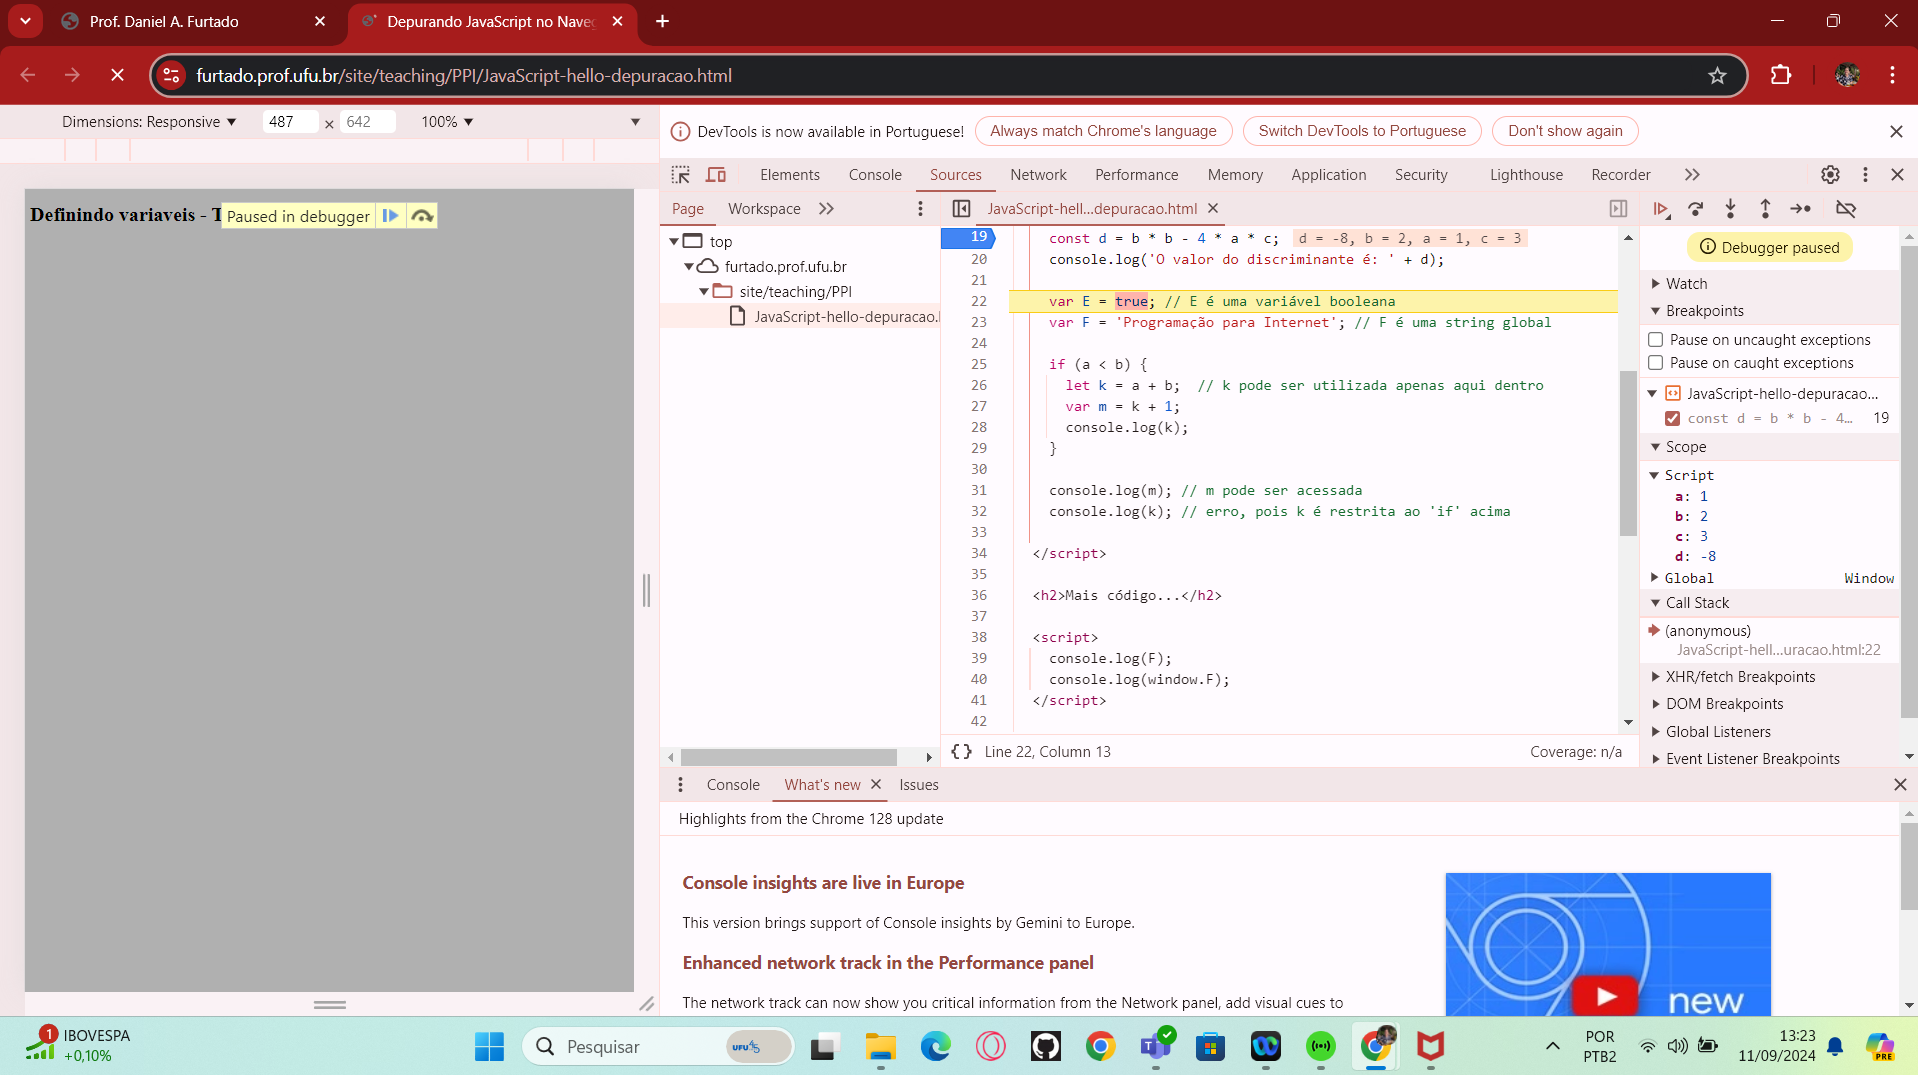 Prof. Daniel A. Furtado
Depurando JavaScript no Nave
furtado.prof.ufu.br/site/teaching/PPI/JavaScript-hello-depuracao.html
Dimensions: Responsive 487 × 642 100%
DevTools is now available in Portuguese! Always match Chrome's language Switch DevTools to Portuguese Don't show again
Elements Console Sources Network Performance Memory Application Security Lighthouse Recorder
Page Workspace
JavaScript-hell...depuracao.html
Definindo variaveis - T
Paused in debugger
top
furtado.prof.ufu.br
site/teaching/PPI
JavaScript-hello-depuracao.
19 const d = b * b - 4 * a * c; d = -8, b = 2, a = 1, c = 3
20 console.log('O valor do discriminante é: ' + d);
21
22 var E = true; // E é uma variável booleana
23 var F = 'Programação para Internet'; // F é uma string global
24
25 if (a < b) {
26 let k = a + b; // k pode ser utilizada apenas aqui dentro
27 var m = k + 1;
28 console.log(k);
29 }
30
31 console.log(m); // m pode ser acessada
32 console.log(k); // erro, pois k é restrita ao 'if' acima
33
34 </script>
35
36 <h2>Mais código...</h2>
37
38 <script>
39 console.log(F);
40 console.log(window.F);
41 </script>
42
{} Line 22, Column 13 Coverage: n/a
Debugger paused
Watch
Breakpoints
Pause on uncaught exceptions
Pause on caught exceptions
JavaScript-hello-depuracao...
const d = b * b - 4... 19
Scope
Script
a: 1
b: 2
c: 3
d: -8
Global Window
Call Stack
(anonymous)
JavaScript-hell...uracao.html:22
XHR/fetch Breakpoints
DOM Breakpoints
Global Listeners
Event Listener Breakpoints
Console What's new Issues
Highlights from the Chrome 128 update
Console insights are live in Europe
This version brings support of Console insights by Gemini to Europe.
Enhanced network track in the Performance panel
The network track can now show you critical information from the Network panel, add visual cues to
new
1
IBOVESPA
+0,10%
Pesquisar
UFU
POR
PTB2
13:23
11/09/2024
PRE